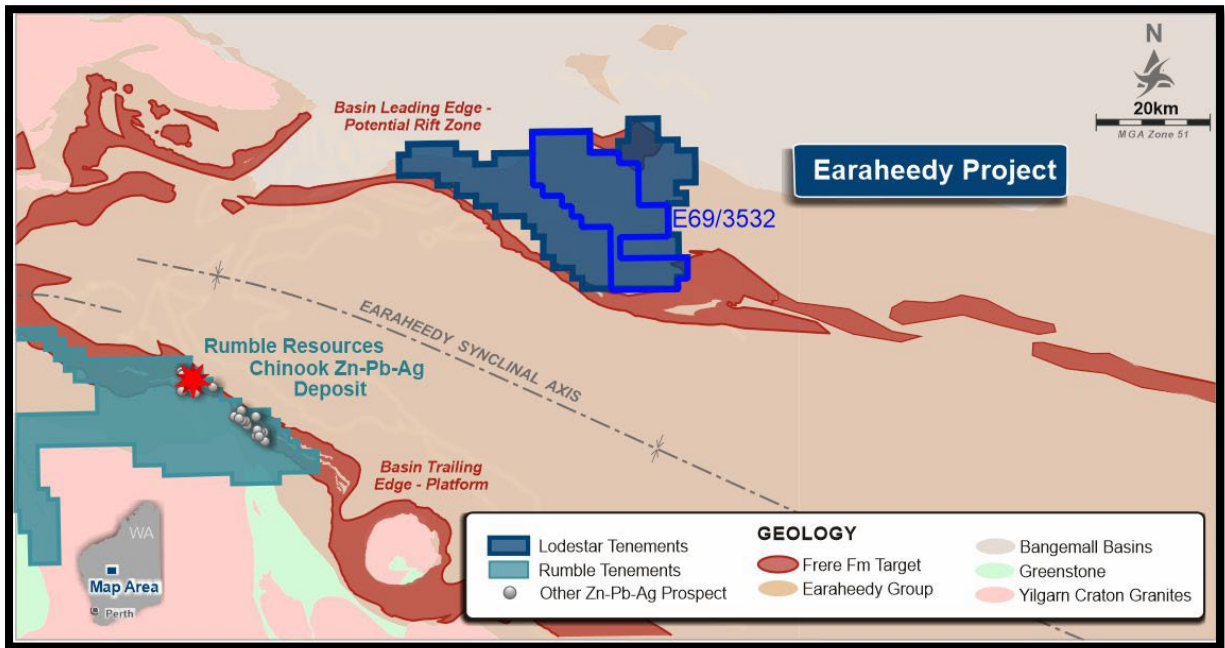 N
20km
MGA Zone 51
Basin Leading Edge -
Potential Rift Zone
Earaheedy Project
E69/3532
EARAHEEDY SYNCLINAL AXIS
Rumble Resources
Chinook Zn-Pb-Ag
Deposit
Basin Trailing
Edge - Platform
WA
Map Area
Perth
Lodestar Tenements
Rumble Tenements
Other Zn-Pb-Ag Prospect
GEOLOGY
Frere Fm Target
Earaheedy Group
Bangemall Basins
Greenstone
Yilgarn Craton Granites